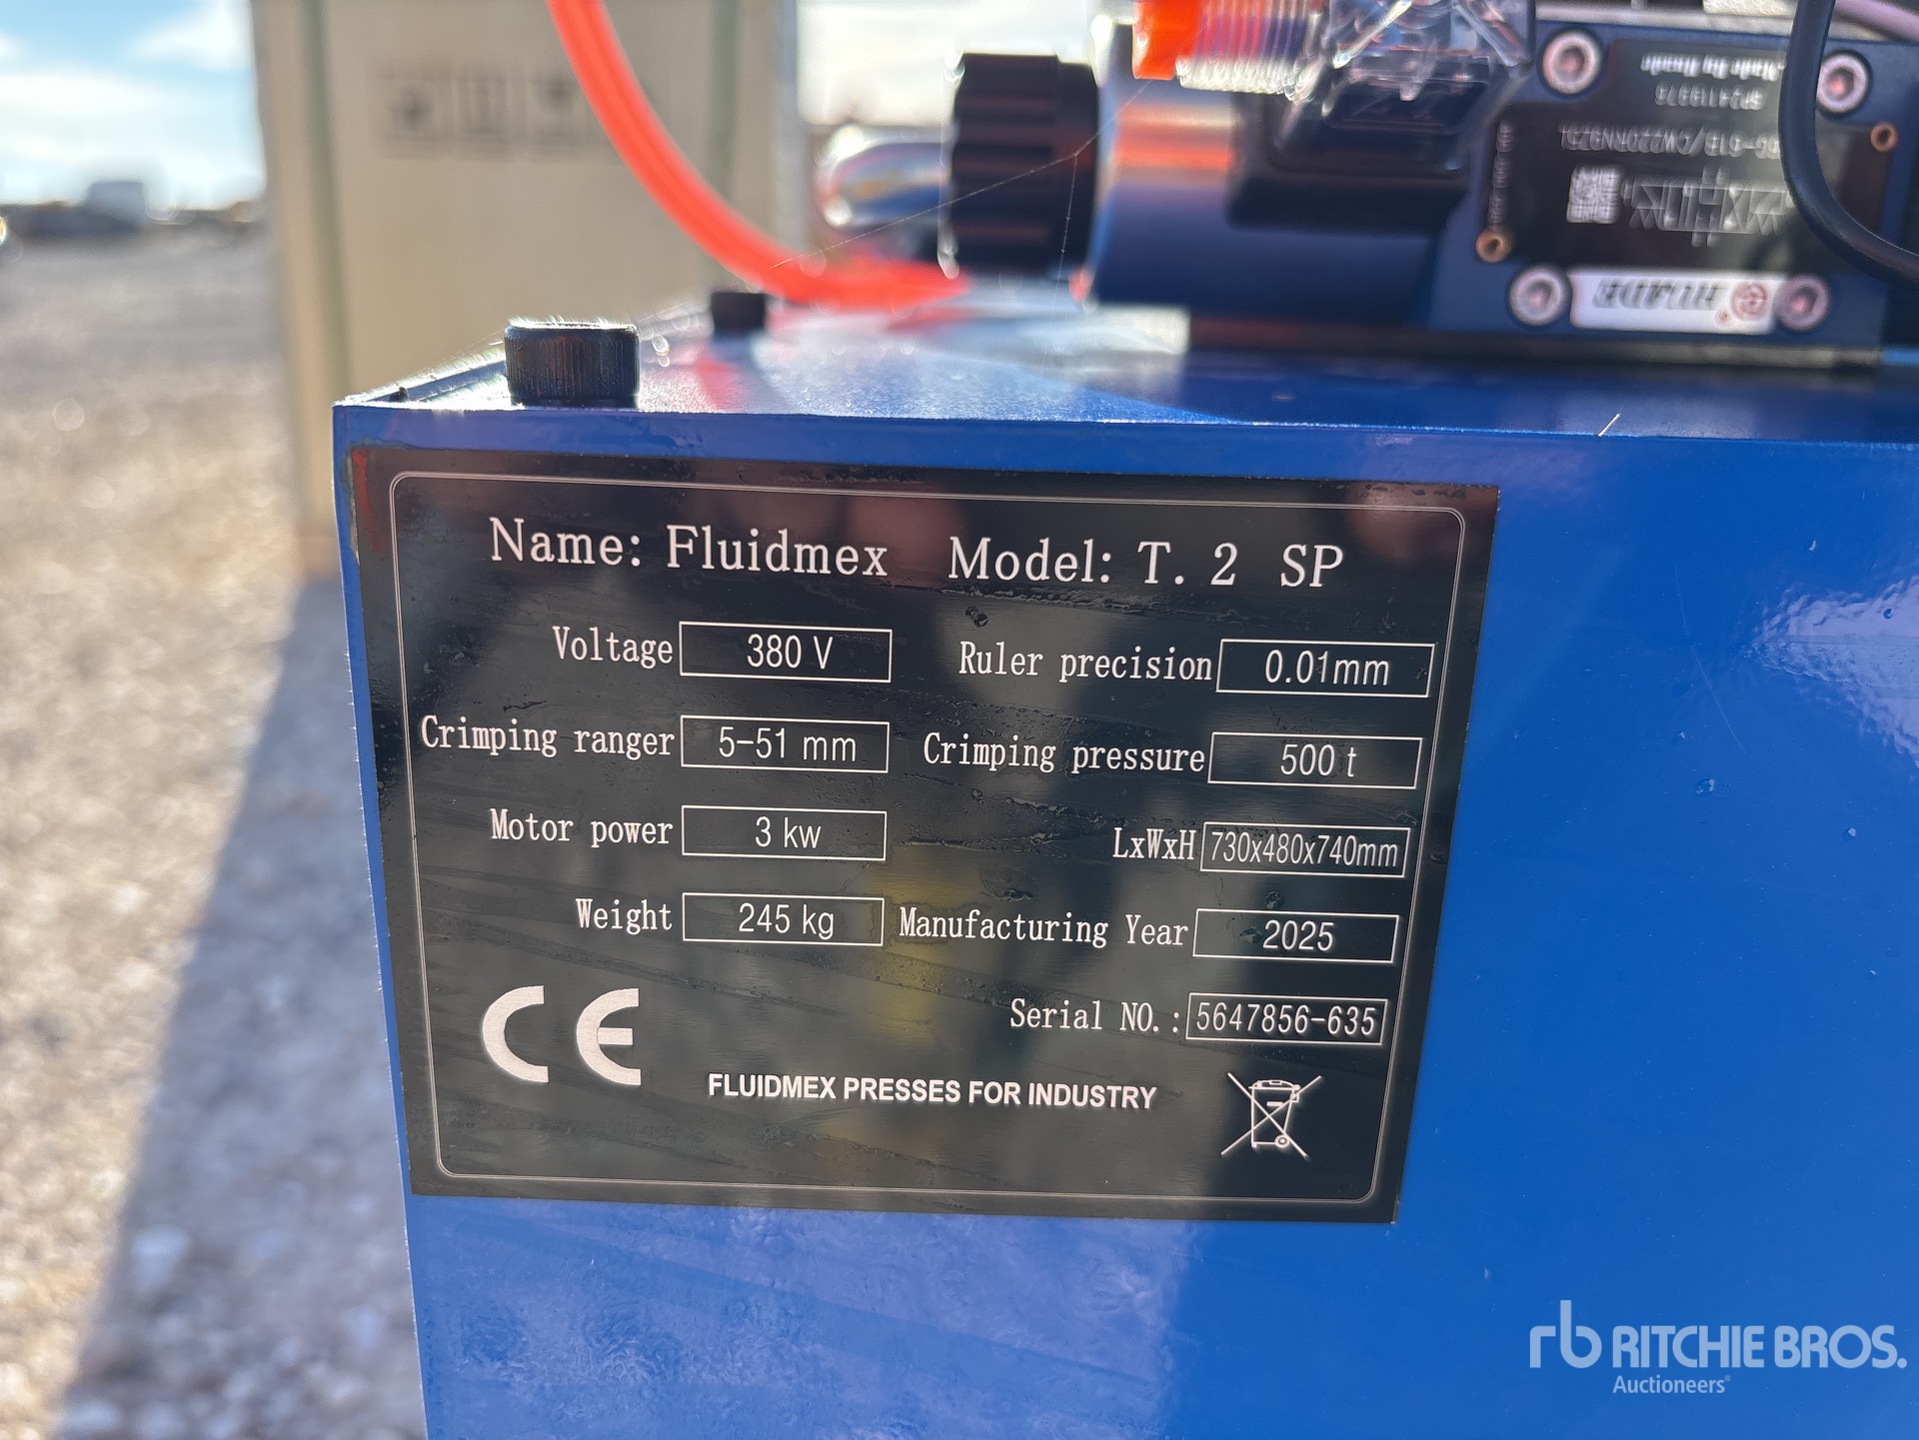 HUADE
Name: Fluidmex Model: T. 2 SP
Voltage 380 V Ruler precision 0.01mm
Crimping ranger 5-51 mm Crimping pressure 500 t
Motor power 3 kw LxWxH 730x480x740mm
Weight 245 kg Manufacturing Year 2025
Serial NO.: 5647856-635
CE
FLUIDMEX PRESSES FOR INDUSTRY
rb RITCHIE BROS.
Auctioneers